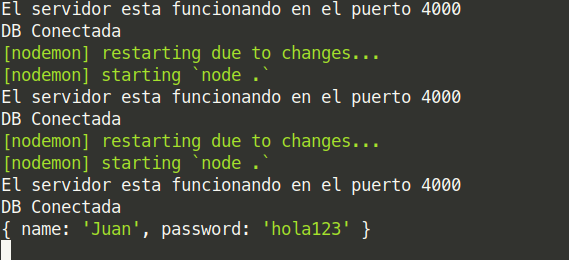 El servidor esta funcionando en el puerto 4000
DB Conectada
[nodemon] restarting due to changes...
[nodemon] starting `node .`
El servidor esta funcionando en el puerto 4000
DB Conectada
[nodemon] restarting due to changes...
[nodemon] starting `node .`
El servidor esta funcionando en el puerto 4000
DB Conectada
{ name: 'Juan', password: 'hola123' }